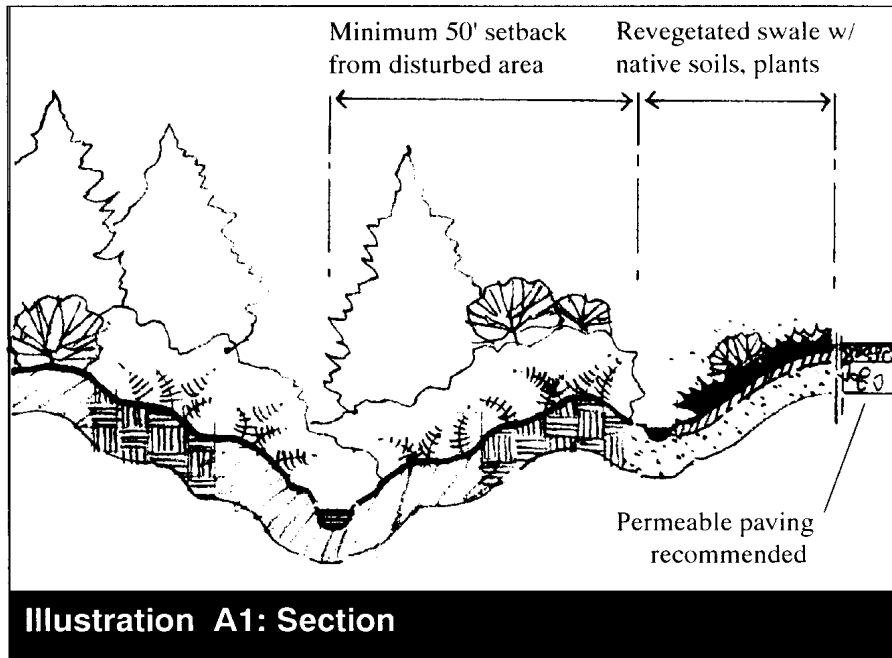 Minimum 50' setback
from disturbed area
Revegetated swale w/
native soils, plants
Permeable paving
recommended
Illustration A1: Section